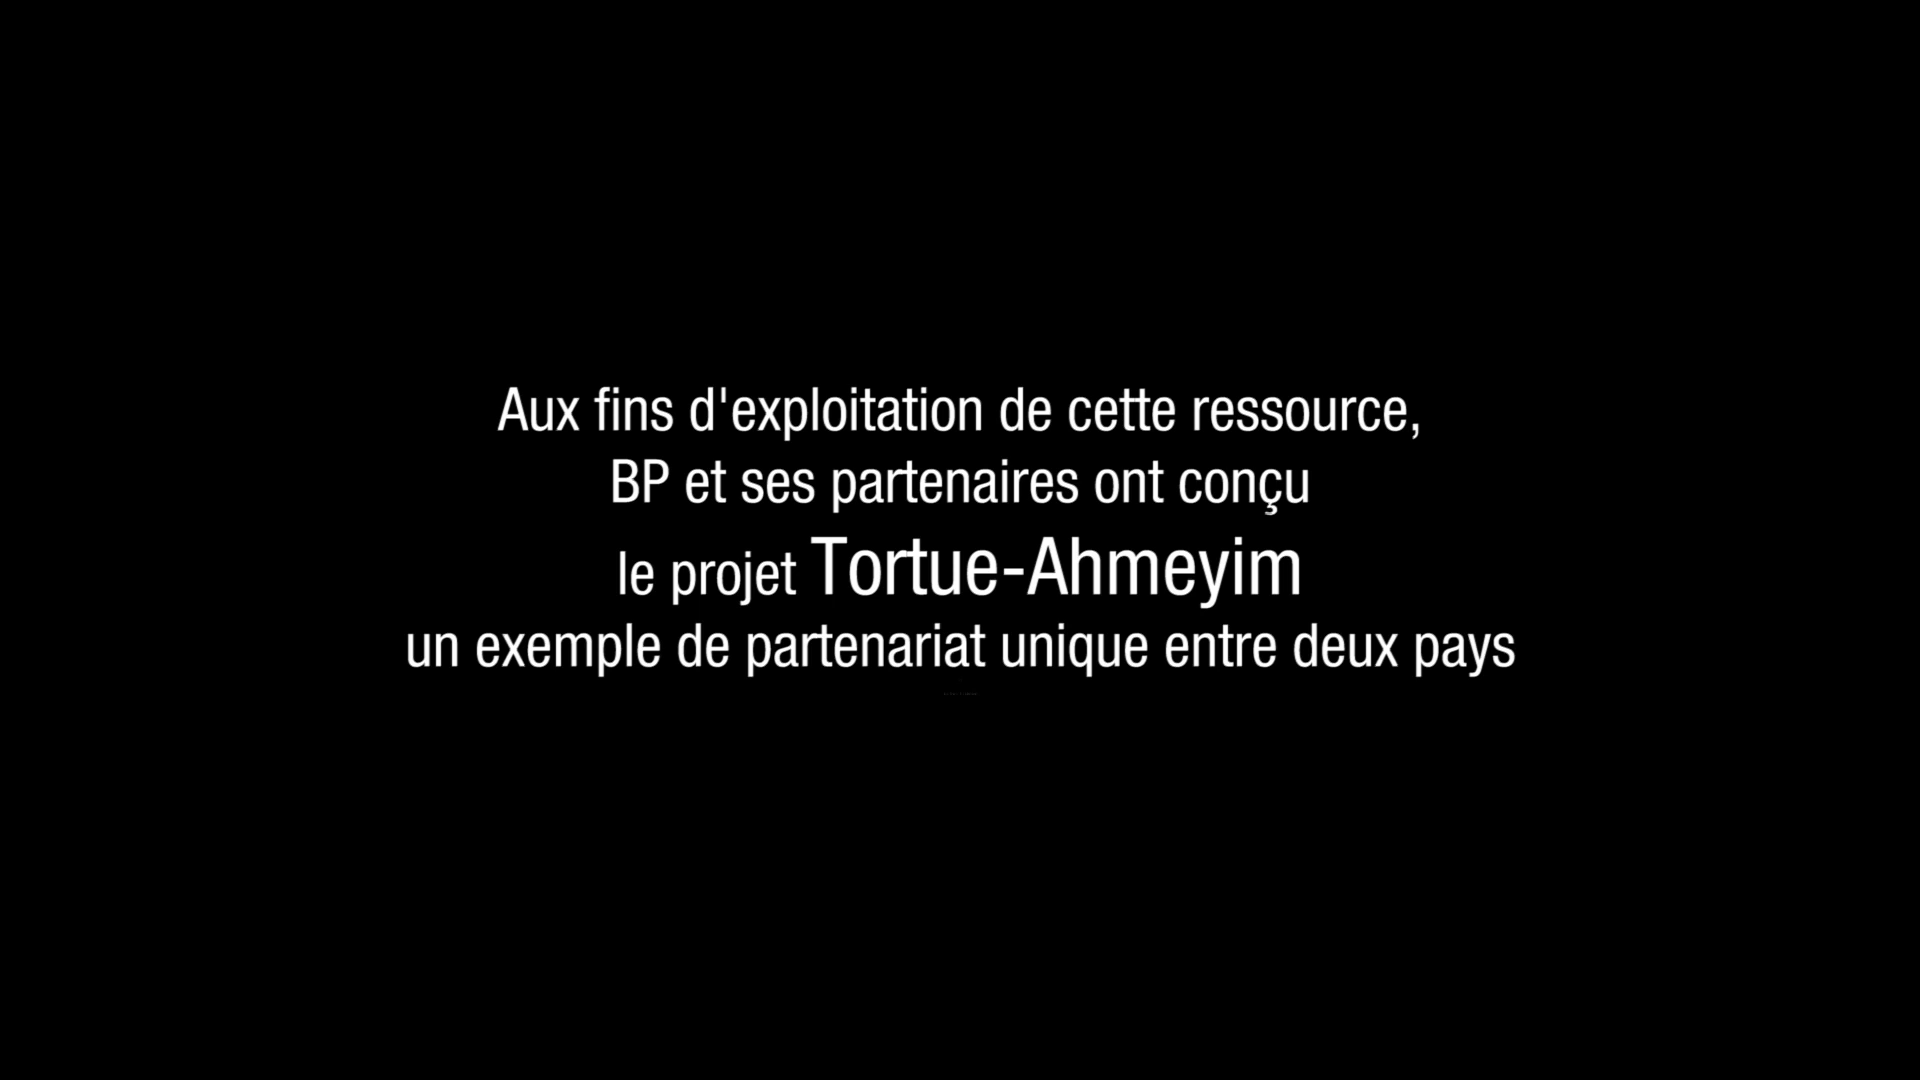 Aux fins d'exploitation de cette ressource,
BP et ses partenaires ont conçu
le projet Tortue-Ahmeyim
un exemple de partenariat unique entre deux pays